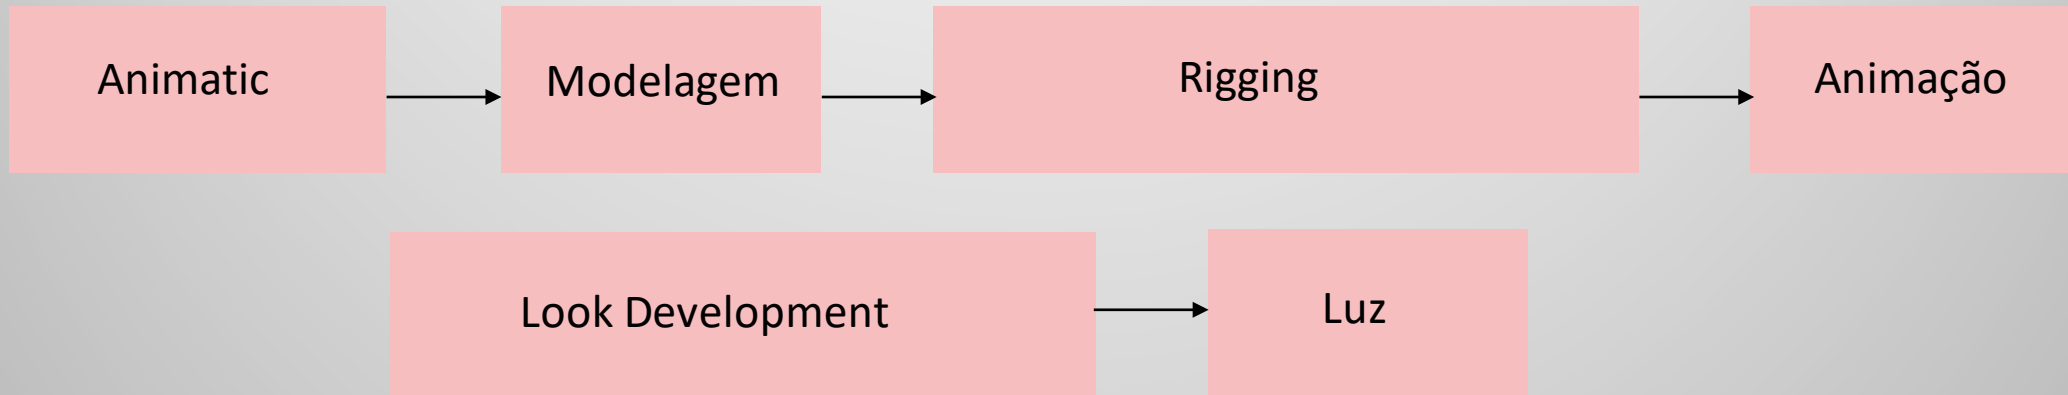 Animatic
Modelagem
Rigging
Animação
Look Development
Luz